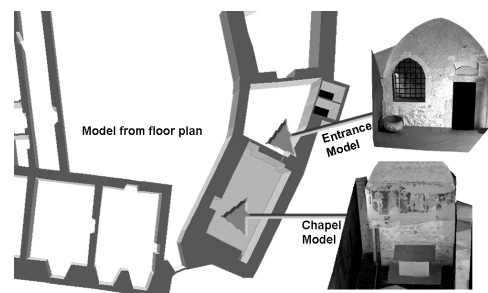 Model from floor plan
Entrance
Model
Chapel
Model